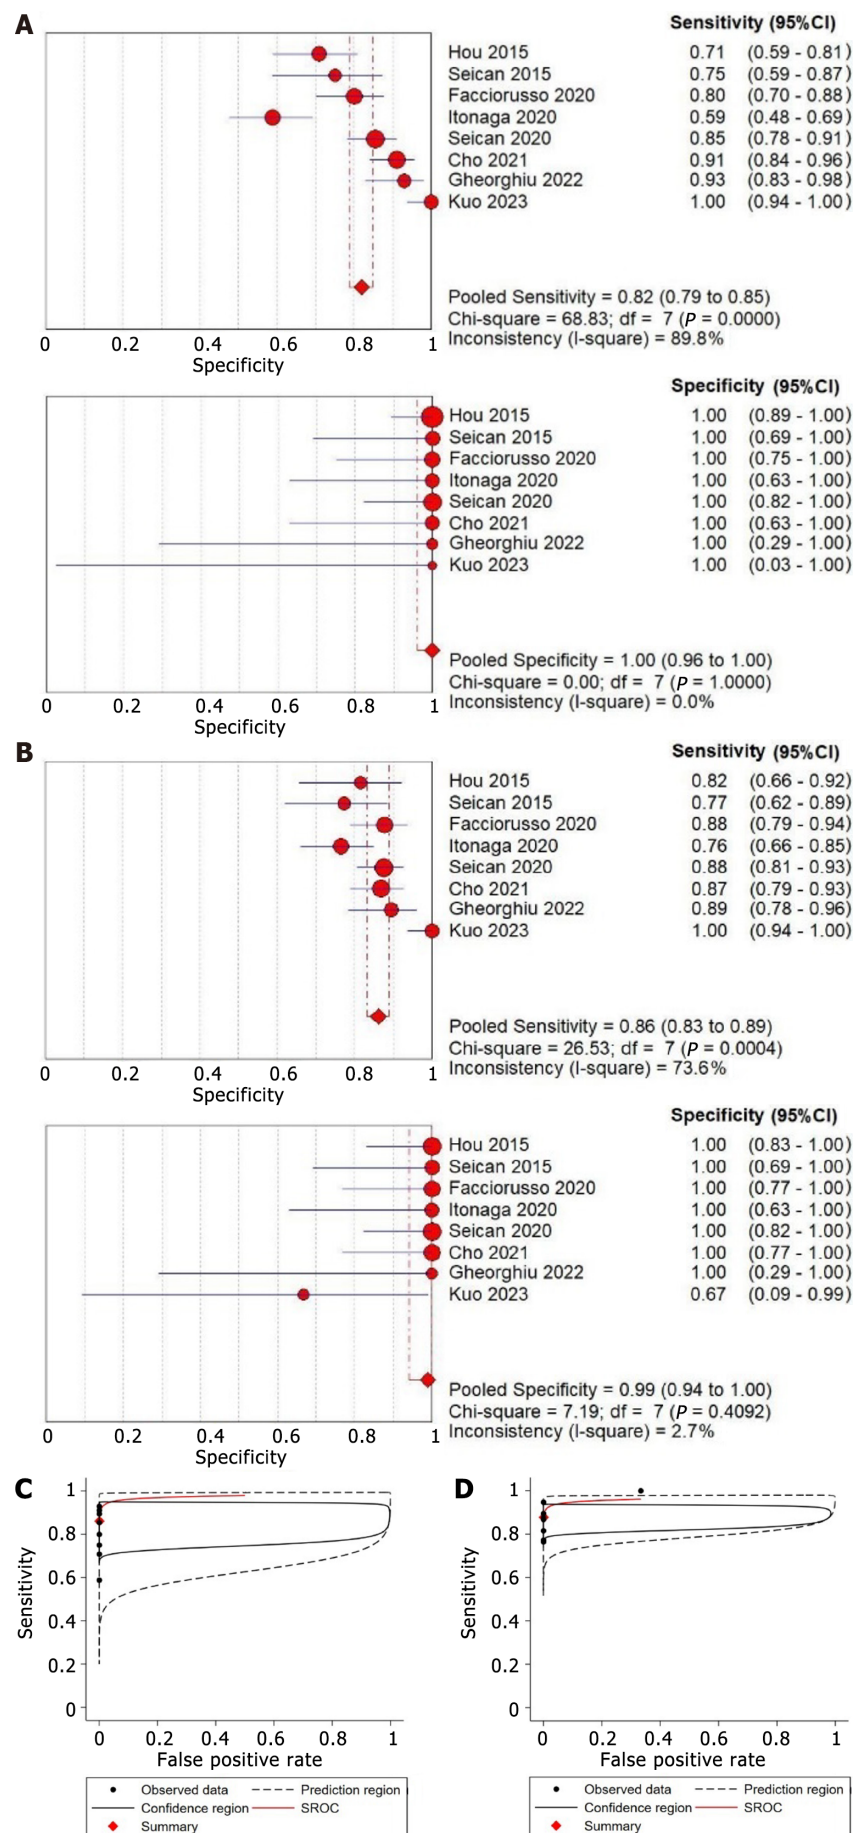 A
Sensitivity (95%CI)
Hou 2015 0.71 (0.59 - 0.81)
Seican 2015 0.75 (0.59 - 0.87)
Facciorusso 2020 0.80 (0.70 - 0.88)
Itonaga 2020 0.59 (0.48 - 0.69)
Seican 2020 0.85 (0.78 - 0.91)
Cho 2021 0.91 (0.84 - 0.96)
Gheorghiu 2022 0.93 (0.83 - 0.98)
Kuo 2023 1.00 (0.94 - 1.00)
Pooled Sensitivity = 0.82 (0.79 to 0.85)
Chi-square = 68.83; df = 7 (P = 0.0000)
Inconsistency (I-square) = 89.8%
0 0.2 0.4 0.6 0.8 1
Specificity
Specificity (95%CI)
Hou 2015 1.00 (0.89 - 1.00)
Seican 2015 1.00 (0.69 - 1.00)
Facciorusso 2020 1.00 (0.75 - 1.00)
Itonaga 2020 1.00 (0.63 - 1.00)
Seican 2020 1.00 (0.82 - 1.00)
Cho 2021 1.00 (0.63 - 1.00)
Gheorghiu 2022 1.00 (0.29 - 1.00)
Kuo 2023 1.00 (0.03 - 1.00)
Pooled Specificity = 1.00 (0.96 to 1.00)
Chi-square = 0.00; df = 7 (P = 1.0000)
Inconsistency (I-square) = 0.0%
0 0.2 0.4 0.6 0.8 1
Specificity
B
Sensitivity (95%CI)
Hou 2015 0.82 (0.66 - 0.92)
Seican 2015 0.77 (0.62 - 0.89)
Facciorusso 2020 0.88 (0.79 - 0.94)
Itonaga 2020 0.76 (0.66 - 0.85)
Seican 2020 0.88 (0.81 - 0.93)
Cho 2021 0.87 (0.79 - 0.93)
Gheorghiu 2022 0.89 (0.78 - 0.96)
Kuo 2023 1.00 (0.94 - 1.00)
Pooled Sensitivity = 0.86 (0.83 to 0.89)
Chi-square = 26.53; df = 7 (P = 0.0004)
Inconsistency (I-square) = 73.6%
0 0.2 0.4 0.6 0.8 1
Specificity
Specificity (95%CI)
Hou 2015 1.00 (0.83 - 1.00)
Seican 2015 1.00 (0.69 - 1.00)
Facciorusso 2020 1.00 (0.77 - 1.00)
Itonaga 2020 1.00 (0.63 - 1.00)
Seican 2020 1.00 (0.82 - 1.00)
Cho 2021 1.00 (0.77 - 1.00)
Gheorghiu 2022 1.00 (0.29 - 1.00)
Kuo 2023 0.67 (0.09 - 0.99)
Pooled Specificity = 0.99 (0.94 to 1.00)
Chi-square = 7.19; df = 7 (P = 0.4092)
Inconsistency (I-square) = 2.7%
0 0.2 0.4 0.6 0.8 1
Specificity
C
1
0.8
0.6
0.4
0.2
0
Sensitivity
0 0.2 0.4 0.6 0.8 1
False positive rate
Observed data Prediction region
Confidence region SROC
Summary
D
1
0.8
0.6
0.4
0.2
0
Sensitivity
0 0.2 0.4 0.6 0.8 1
False positive rate
Observed data Prediction region
Confidence region SROC
Summary